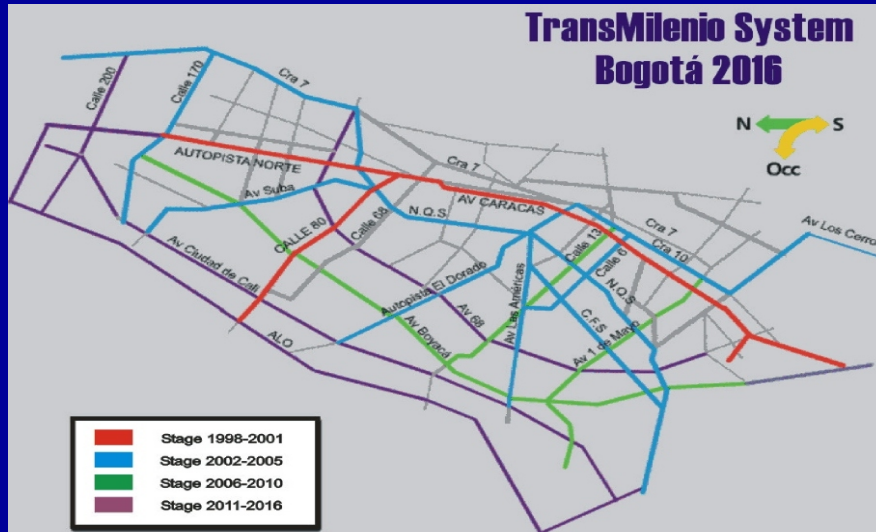 TransMilenio System
Bogotá 2016
N
S
Occ
Calle 200
Calle 170
Cra 7
AUTOPISTA NORTE
Av Suba
CALLE 80
Calle 68
N.Q.S
Cra 7
AV CARACAS
Av Ciudad de Cali
Autopista El Dorado
Av Las Américas
Calle 13
Calle 6
Cra 7
Cra 10
Av Los Cerro
N.Q.S
C.F.S
Av 68
Av 1 de Mayo
Av Boyaca
ALO
Stage 1998-2001
Stage 2002-2005
Stage 2006-2010
Stage 2011-2016